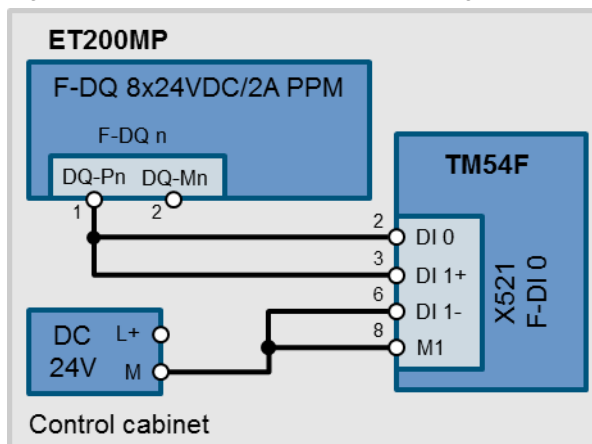 ET200MP
F-DQ 8x24VDC/2A PPM
F-DQ n
DQ-Pn DQ-Mn
1 2
TM54F
2 DI 0
3 DI 1+
6 DI 1-
8 M1
X521
F-DI 0
DC 24V
L+
M
Control cabinet